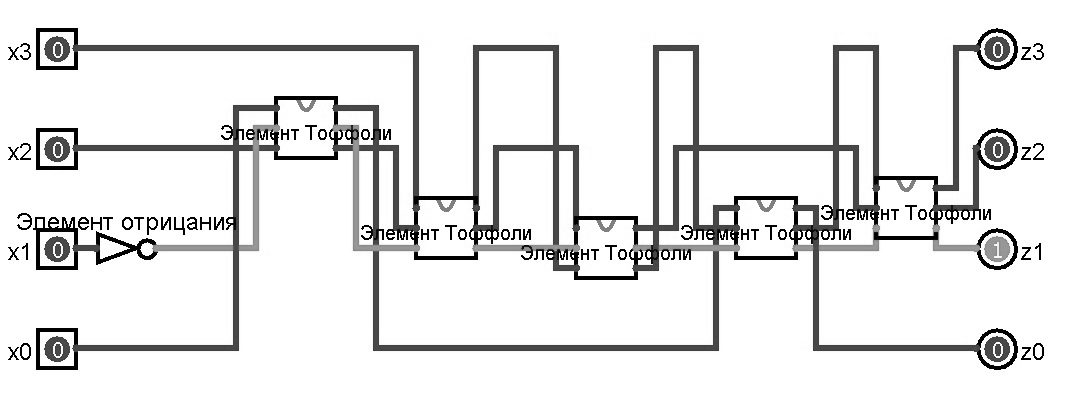 x3 0 0 z3
Элемент Тоффоли
x2 0 0 z2
Элемент отрицания
Элемент Тоффоли
Элемент Тоффоли
Элемент Тоффоли
Элемент Тоффоли
x1 0 1 z1
x0 0 0 z0